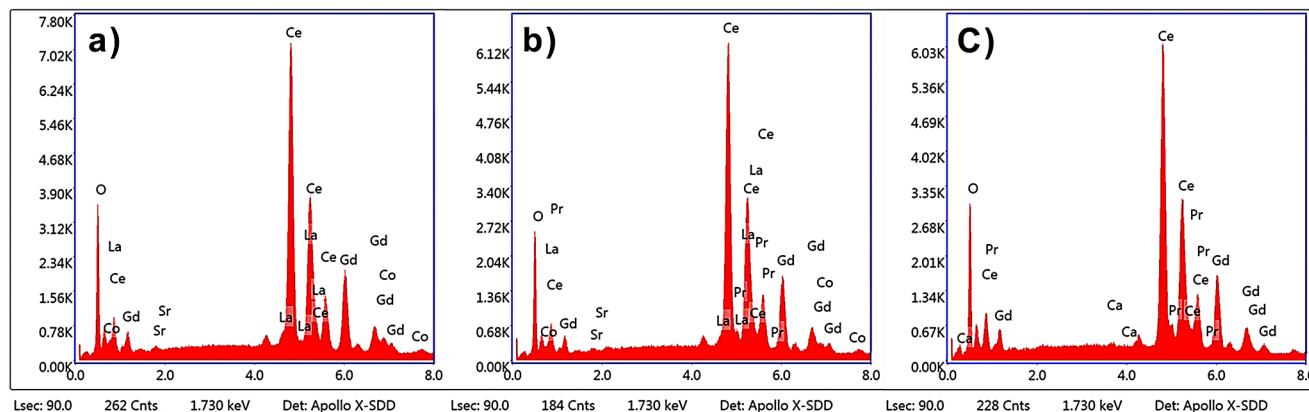 a)
7.80K
7.02K
6.24K
5.46K
4.68K
3.90K
3.12K
2.34K
1.56K
0.78K
0.00K
Ce
O
Ce
La
La
Gd
Ce
Ce
Gd
Co
La
Gd
Co
Gd
Sr
Sr
La
La
Ce
Gd
Co
0.0 2.0 4.0 6.0 8.0
Lsec: 90.0 262 Cnts 1.730 keV Det: Apollo X-SDD
b)
6.12K
5.44K
4.76K
4.08K
3.40K
2.72K
2.04K
1.36K
0.68K
0.00K
Ce
Ce
La
Ce
Pr
O
La
Pr
La
Gd
Gd
Pr
Ce
Co
Pr
Gd
Co
Gd
Sr
Sr
La
La
Ce
Pr
Gd
Co
0.0 2.0 4.0 6.0 8.0
Lsec: 90.0 184 Cnts 1.730 keV Det: Apollo X-SDD
C)
6.03K
5.36K
4.69K
4.02K
3.35K
2.68K
2.01K
1.34K
0.67K
0.00K
Ce
O
Ce
Pr
Pr
Pr
Gd
Ce
Ce
Gd
Ca
Gd
Gd
Pr
Ce
Ca
Ca
Pr
Gd
0.0 2.0 4.0 6.0 8.0
Lsec: 90.0 228 Cnts 1.730 keV Det: Apollo X-SDD